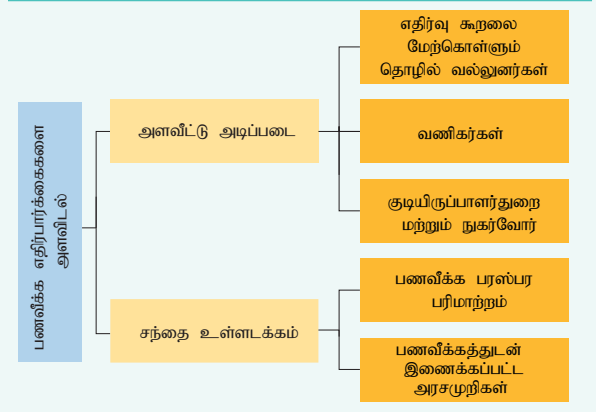 பணவீக்க எதிர்பார்க்கைகளை
அளவிடல்
அளவீட்டு அடிப்படை
எதிர்வு கூறலை
மேற்கொள்ளும்
தொழில் வல்லுனர்கள்
வணிகர்கள்
குடியிருப்பாளர்துறை
மற்றும் நுகர்வோர்
சந்தை உள்ளடக்கம்
பணவீக்க பரஸ்பர
பரிமாற்றம்
பணவீக்கத்துடன்
இணைக்கப்பட்ட
அரசமுறிகள்